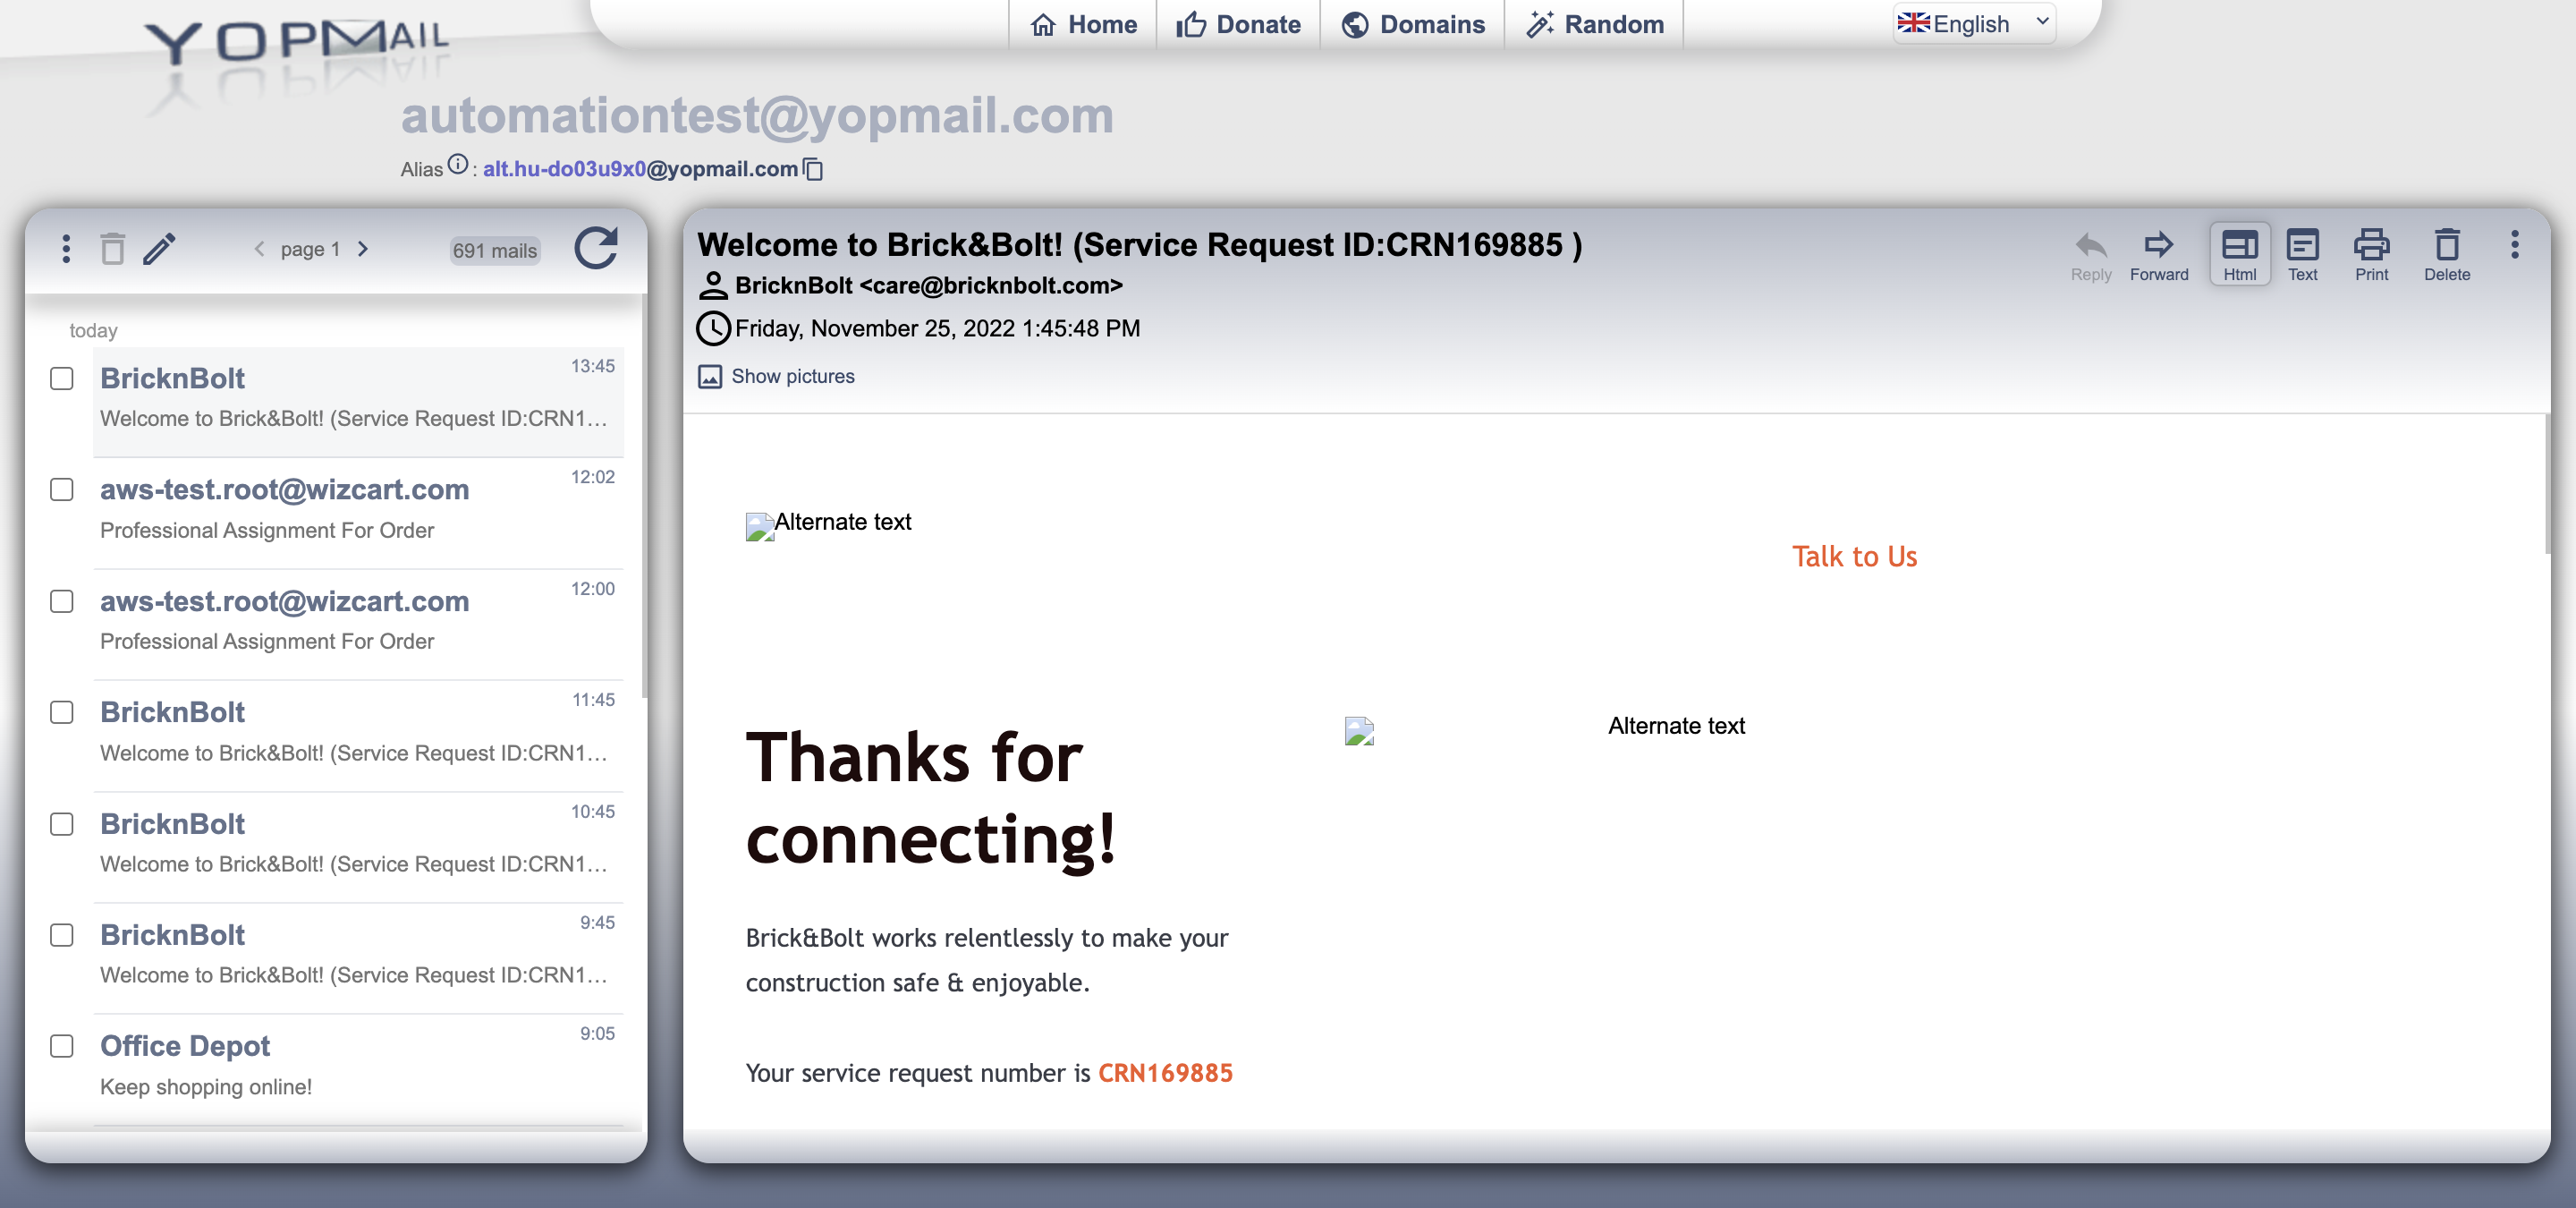 YOPMAIL
Home
Donate
Domains
Random
English
automationtest@yopmail.com
Alias : alt.hu-do03u9x0@yopmail.com
page 1
691 mails
today
BricknBolt
13:45
Welcome to Brick&Bolt! (Service Request ID:CRN1...
aws-test.root@wizcart.com
12:02
Professional Assignment For Order
aws-test.root@wizcart.com
12:00
Professional Assignment For Order
BricknBolt
11:45
Welcome to Brick&Bolt! (Service Request ID:CRN1...
BricknBolt
10:45
Welcome to Brick&Bolt! (Service Request ID:CRN1...
BricknBolt
9:45
Welcome to Brick&Bolt! (Service Request ID:CRN1...
Office Depot
9:05
Keep shopping online!
Welcome to Brick&Bolt! (Service Request ID:CRN169885 )
BricknBolt <care@bricknbolt.com>
Friday, November 25, 2022 1:45:48 PM
Show pictures
Reply
Forward
Html
Text
Print
Delete
Alternate text
Talk to Us
Alternate text
Thanks for
connecting!
Brick&Bolt works relentlessly to make your
construction safe & enjoyable.
Your service request number is CRN169885